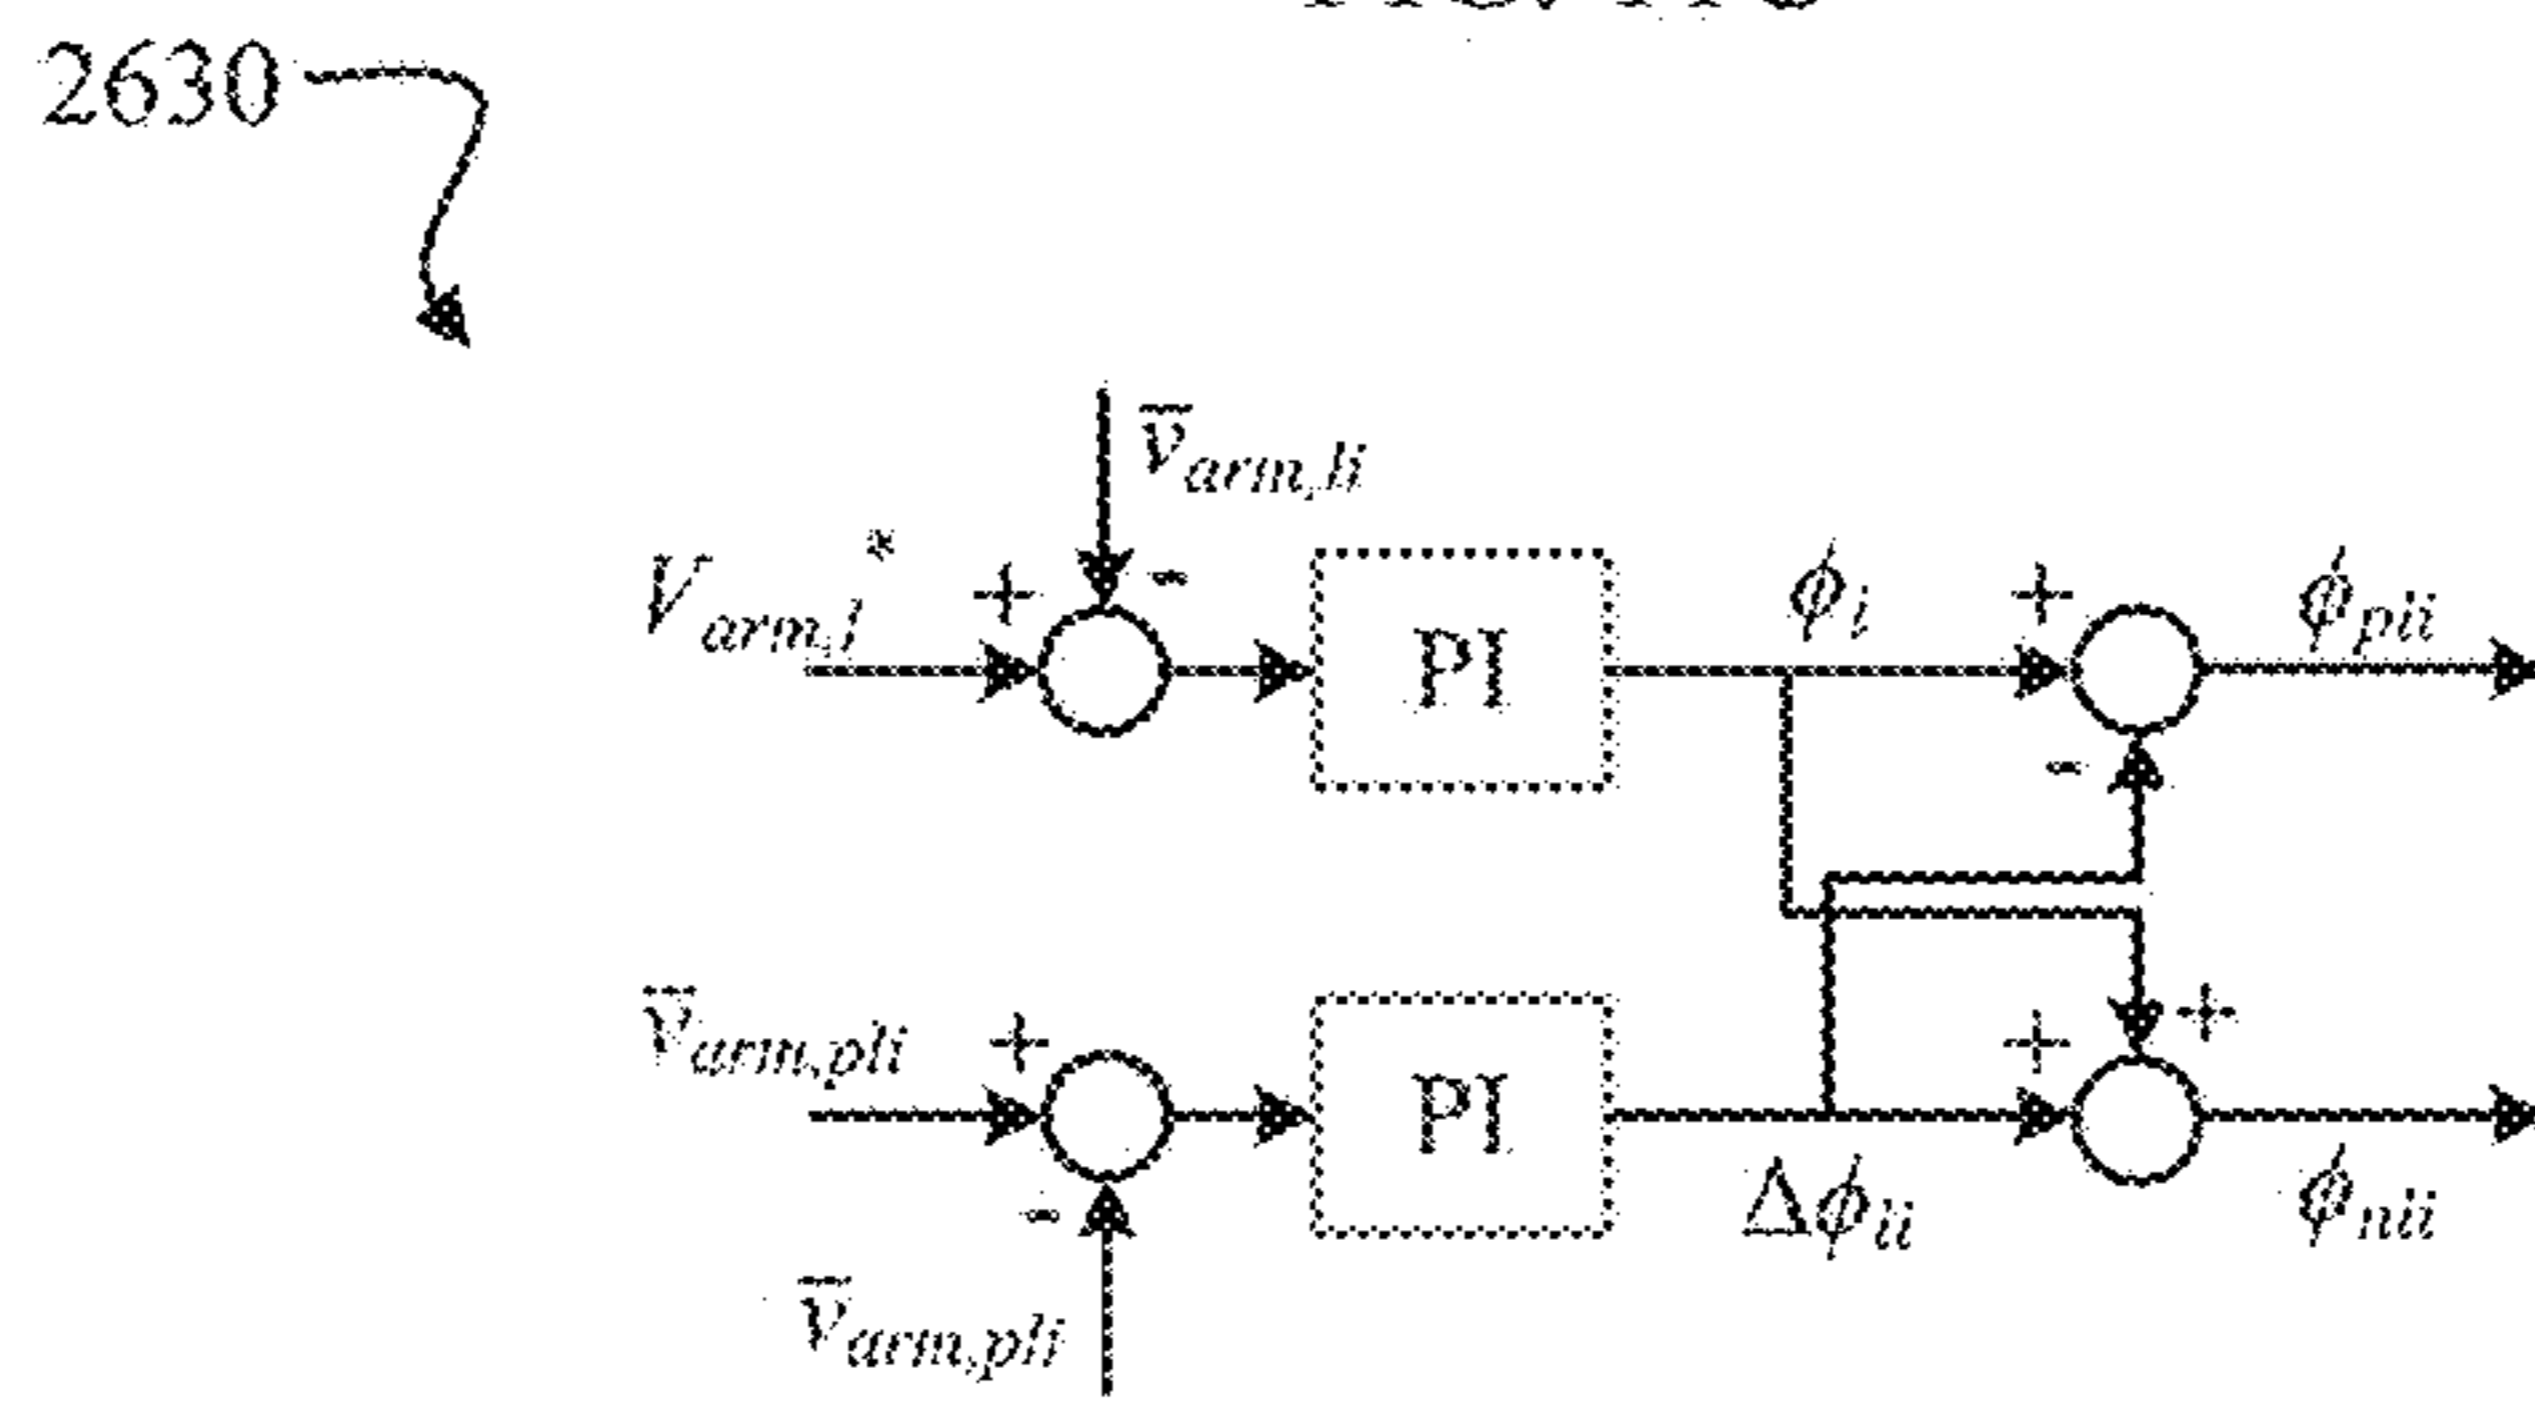 2630
v̅arm,li
Varm,l*
+
-
PI
ϕi
+
-
ϕpii
v̅arm,pli
+
-
PI
Δϕii
+
+
ϕnii
v̅arm,pli